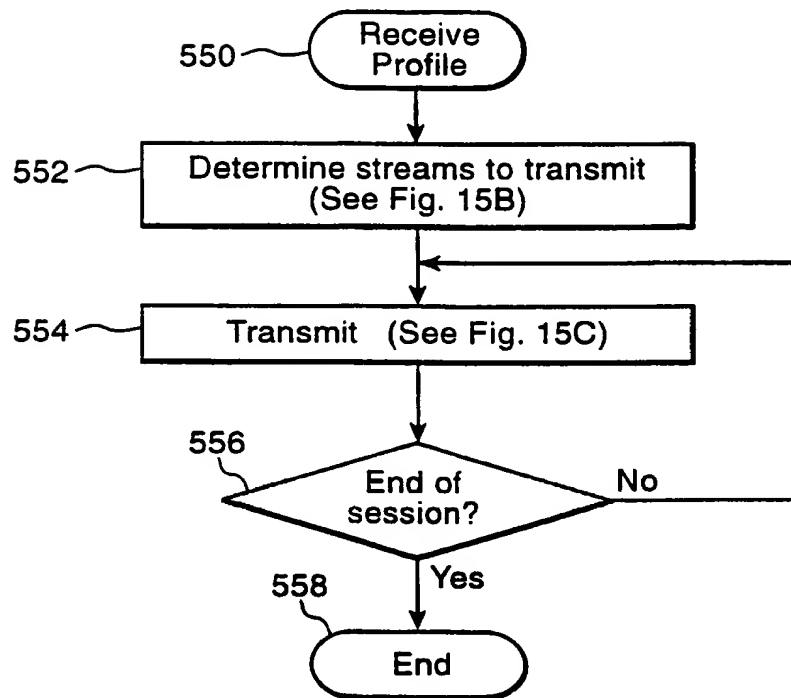 550
Receive
Profile
552
Determine streams to transmit
(See Fig. 15B)
554
Transmit (See Fig. 15C)
556
End of
session?
No
Yes
558
End